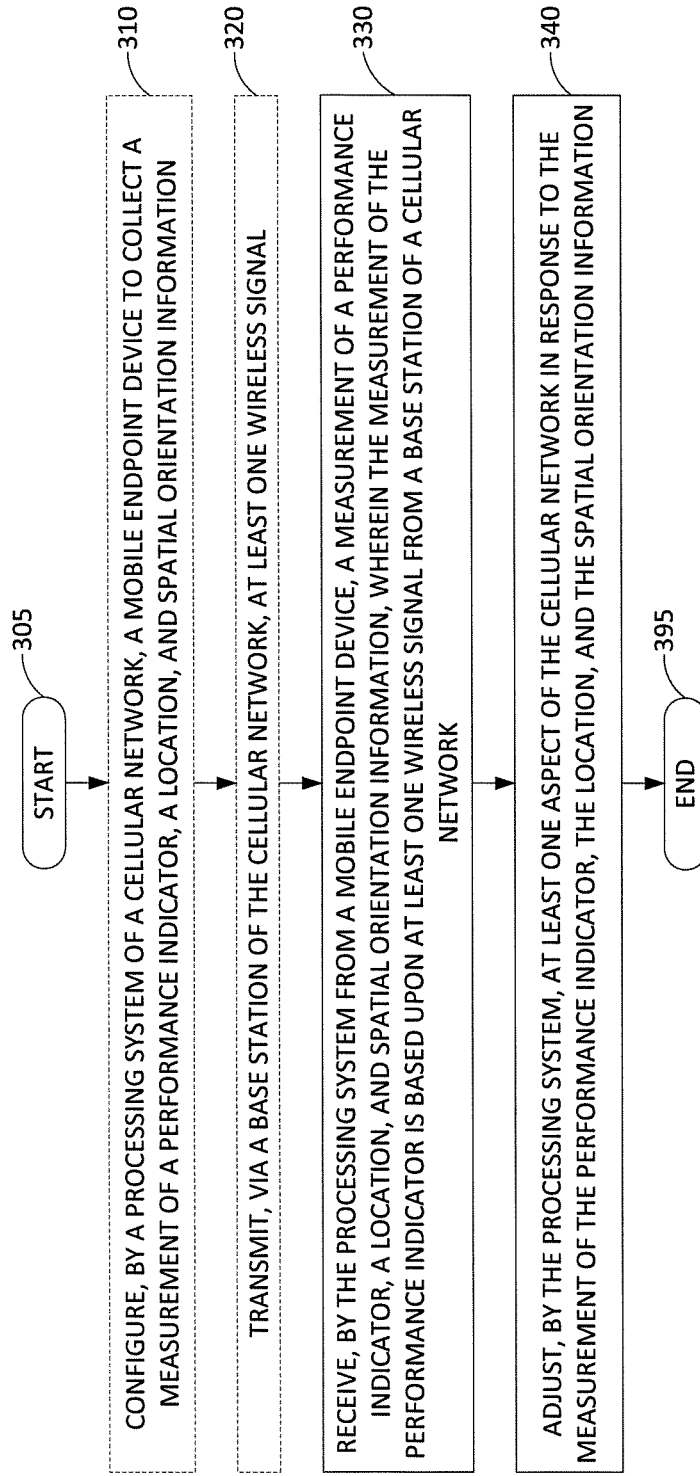 START
305
CONFIGURE, BY A PROCESSING SYSTEM OF A CELLULAR NETWORK, A MOBILE ENDPOINT DEVICE TO COLLECT A
MEASUREMENT OF A PERFORMANCE INDICATOR, A LOCATION, AND SPATIAL ORIENTATION INFORMATION
310
TRANSMIT, VIA A BASE STATION OF THE CELLULAR NETWORK, AT LEAST ONE WIRELESS SIGNAL
320
RECEIVE, BY THE PROCESSING SYSTEM FROM A MOBILE ENDPOINT DEVICE, A MEASUREMENT OF A PERFORMANCE
INDICATOR, A LOCATION, AND SPATIAL ORIENTATION INFORMATION, WHEREIN THE MEASUREMENT OF THE
PERFORMANCE INDICATOR IS BASED UPON AT LEAST ONE WIRELESS SIGNAL FROM A BASE STATION OF A CELLULAR
NETWORK
330
ADJUST, BY THE PROCESSING SYSTEM, AT LEAST ONE ASPECT OF THE CELLULAR NETWORK IN RESPONSE TO THE
MEASUREMENT OF THE PERFORMANCE INDICATOR, THE LOCATION, AND THE SPATIAL ORIENTATION INFORMATION
340
END
395